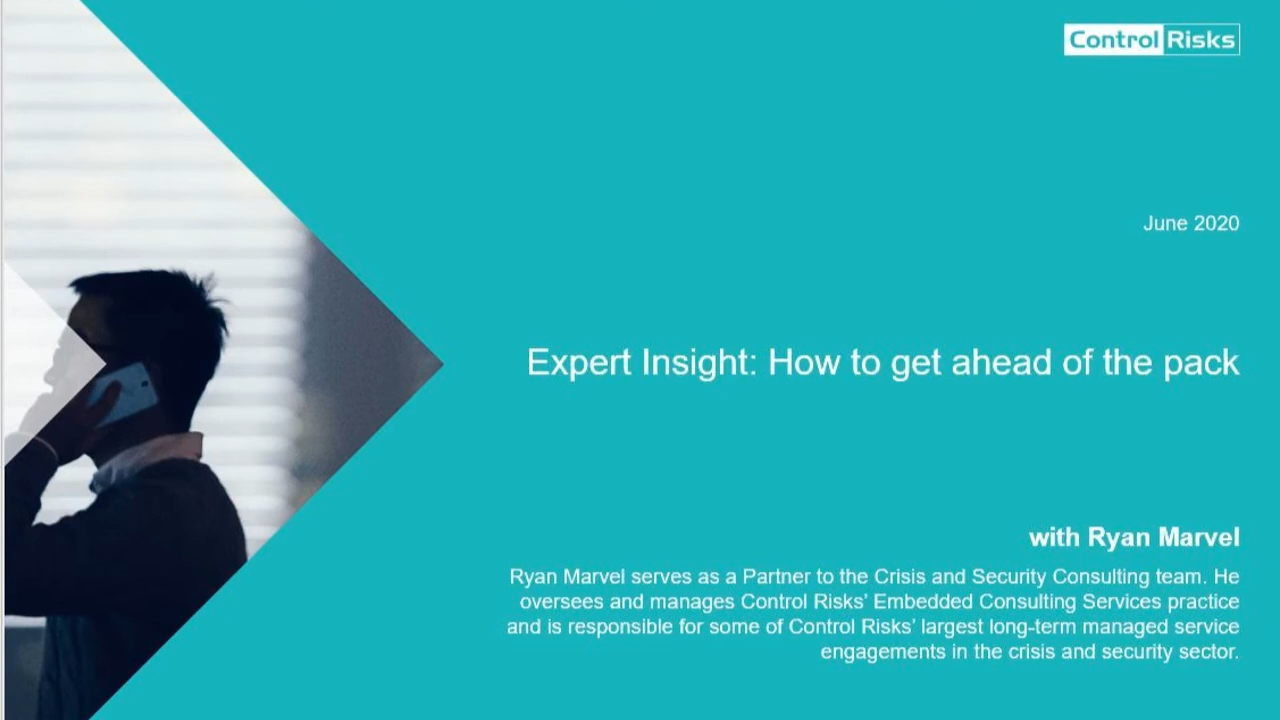 Control Risks
June 2020
Expert Insight: How to get ahead of the pack
with Ryan Marvel
Ryan Marvel serves as a Partner to the Crisis and Security Consulting team. He
oversees and manages Control Risks’ Embedded Consulting Services practice
and is responsible for some of Control Risks’ largest long-term managed service
engagements in the crisis and security sector.